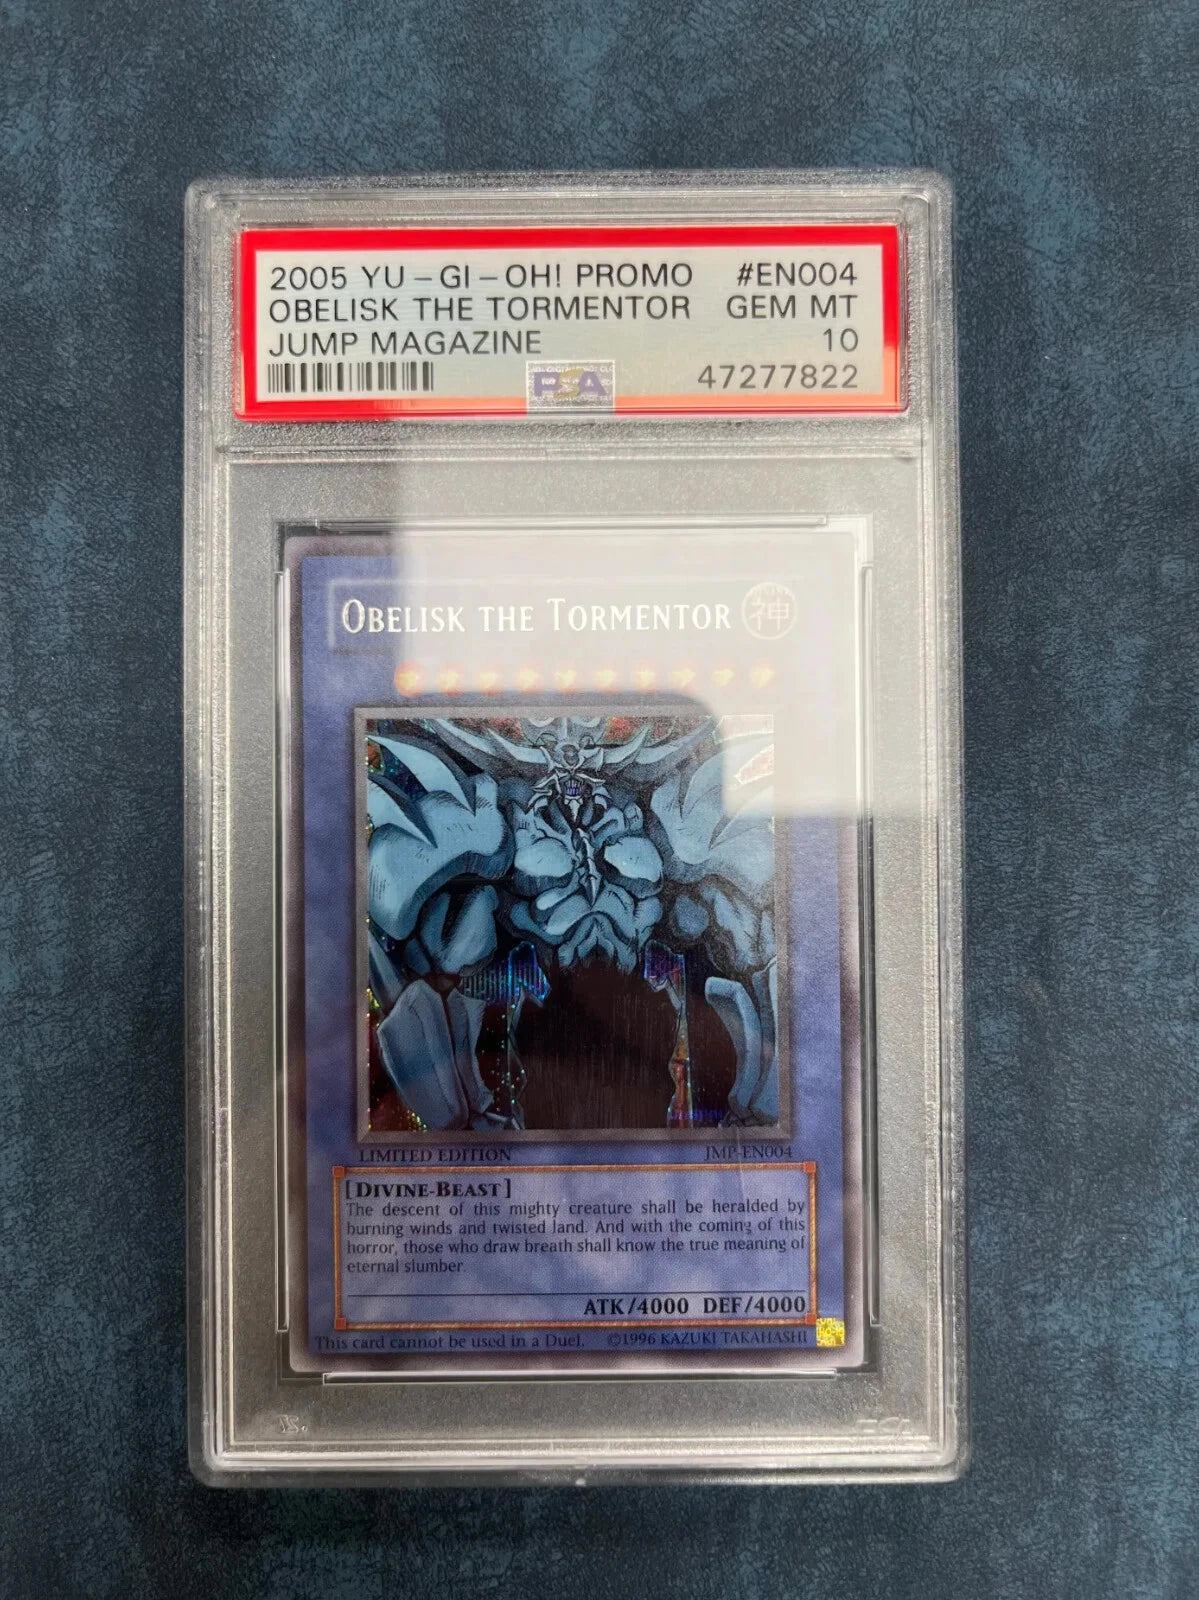 2005 YU-GI-OH! PROMO #EN004
OBELISK THE TORMENTOR GEM MT
JUMP MAGAZINE 10
PSA 47277822
OBELISK THE TORMENTOR 神
LIMITED EDITION JMP-EN004
[DIVINE-BEAST]
The descent of this mighty creature shall be heralded by
burning winds and twisted land. And with the coming of this
horror, those who draw breath shall know the true meaning of
eternal slumber.
ATK/4000 DEF/4000
This card cannot be used in a Duel. ©1996 KAZUKI TAKAHASHI